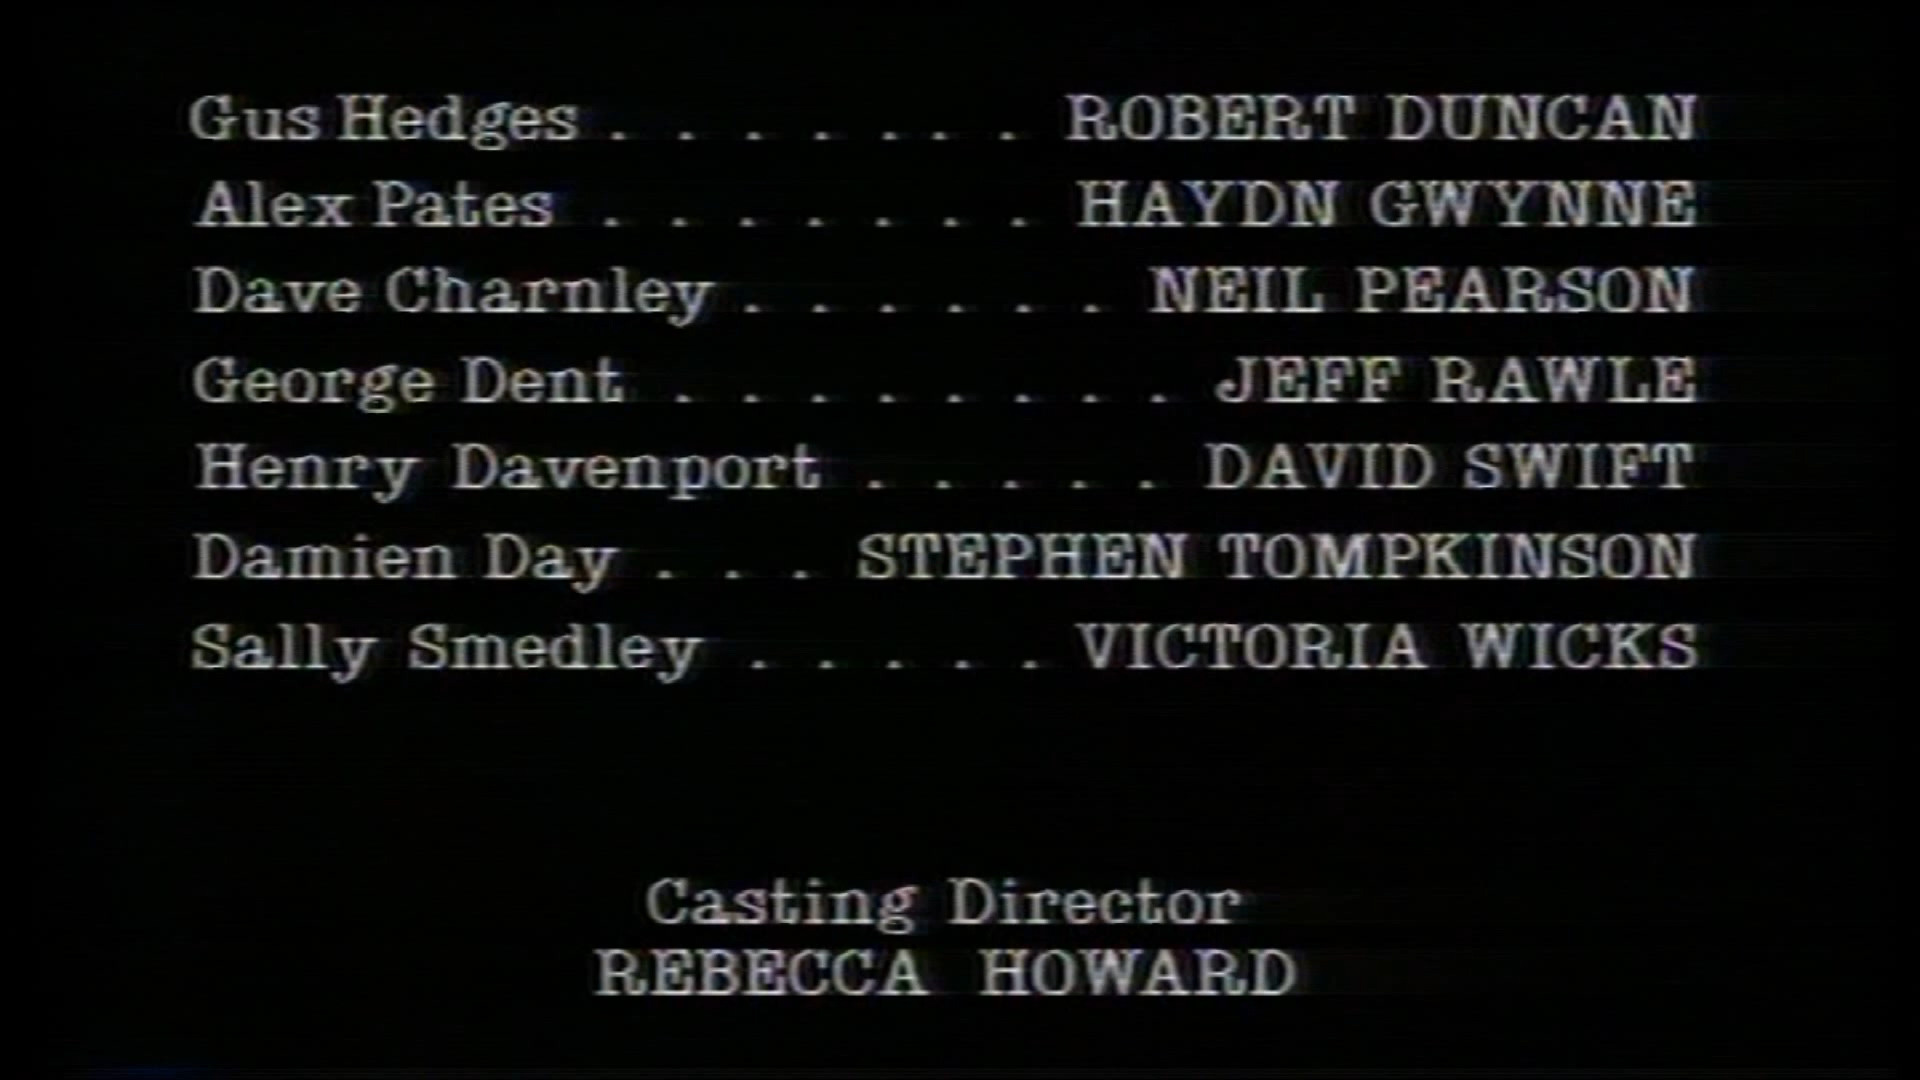 Gus Hedges . . . . . . . ROBERT DUNCAN
Alex Pates . . . . . . . HAYDN GWYNNE
Dave Charnley . . . . . . NEIL PEARSON
George Dent . . . . . . . . JEFF RAWLE
Henry Davenport . . . . . DAVID SWIFT
Damien Day . . . STEPHEN TOMPKINSON
Sally Smedley . . . . . VICTORIA WICKS
Casting Director
REBECCA HOWARD